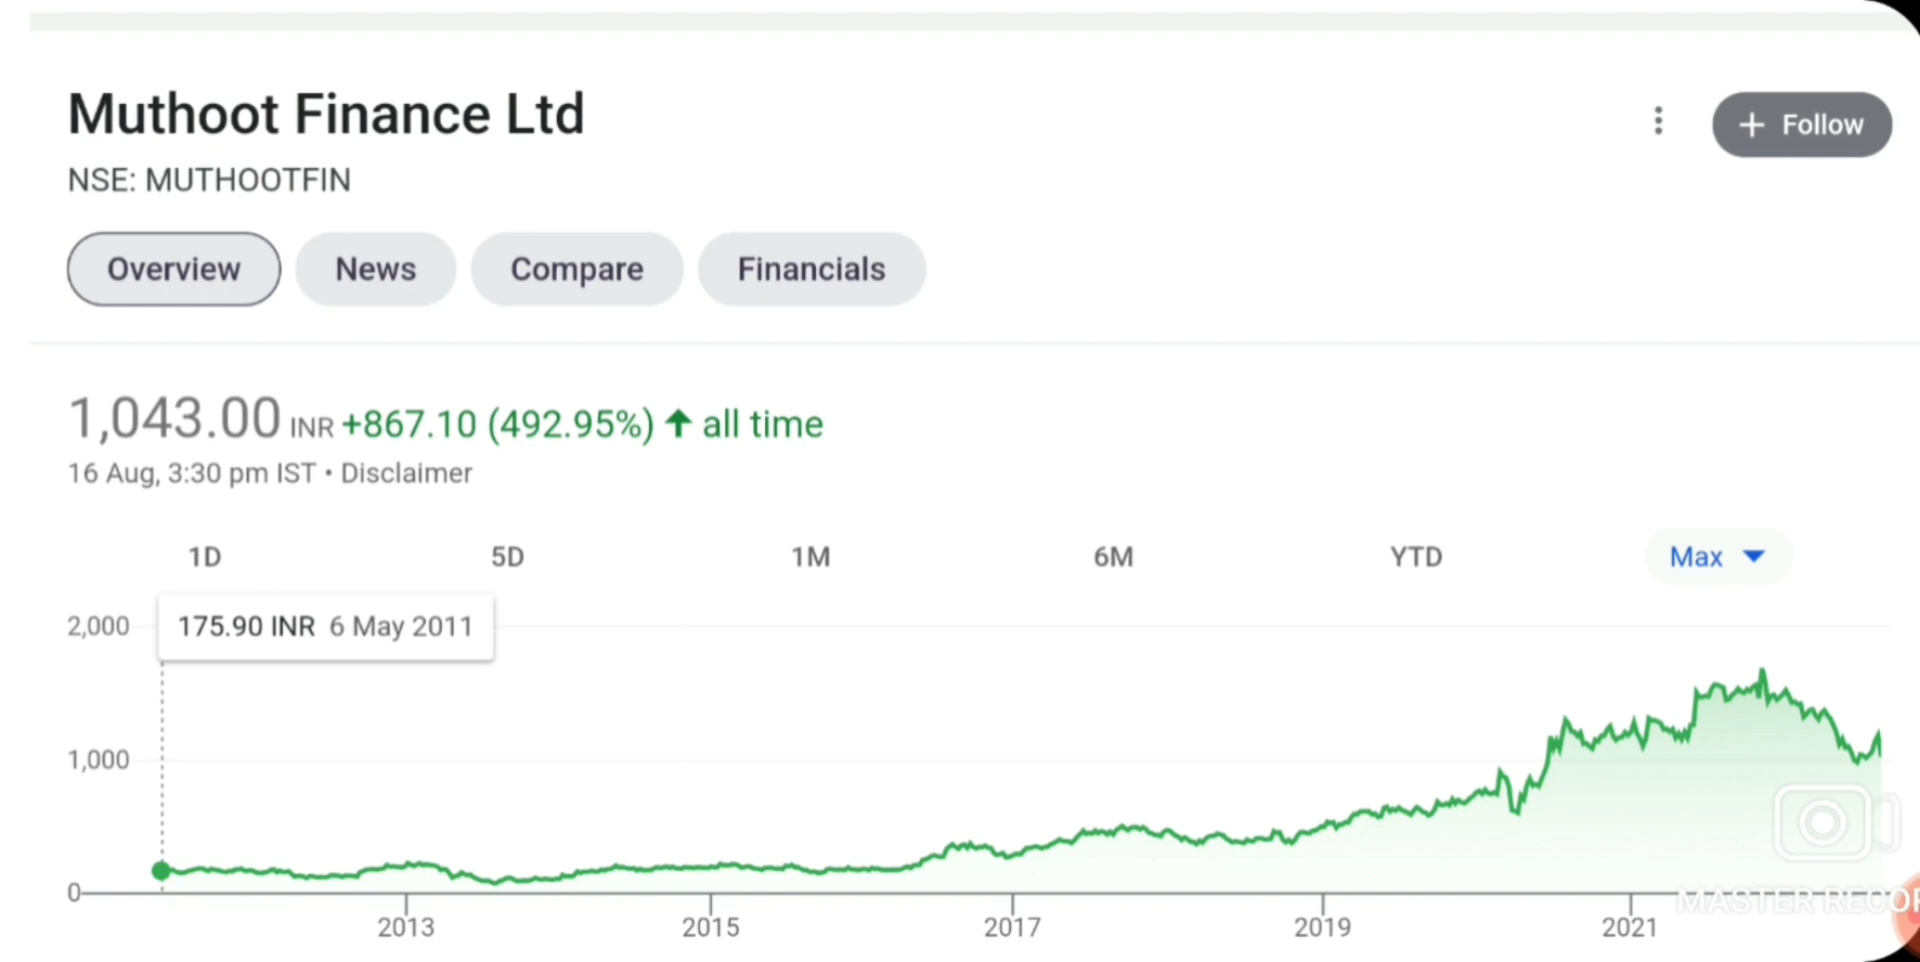 Muthoot Finance Ltd
+ Follow
NSE: MUTHOOTFIN
Overview
News
Compare
Financials
1,043.00 INR +867.10 (492.95%) ↑ all time
16 Aug, 3:30 pm IST • Disclaimer
1D 5D 1M 6M YTD Max
175.90 INR 6 May 2011
2,000
1,000
0
2013 2015 2017 2019 2021
MASTER